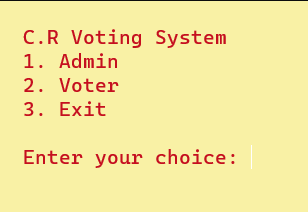 C.R Voting System
1. Admin
2. Voter
3. Exit
Enter your choice: